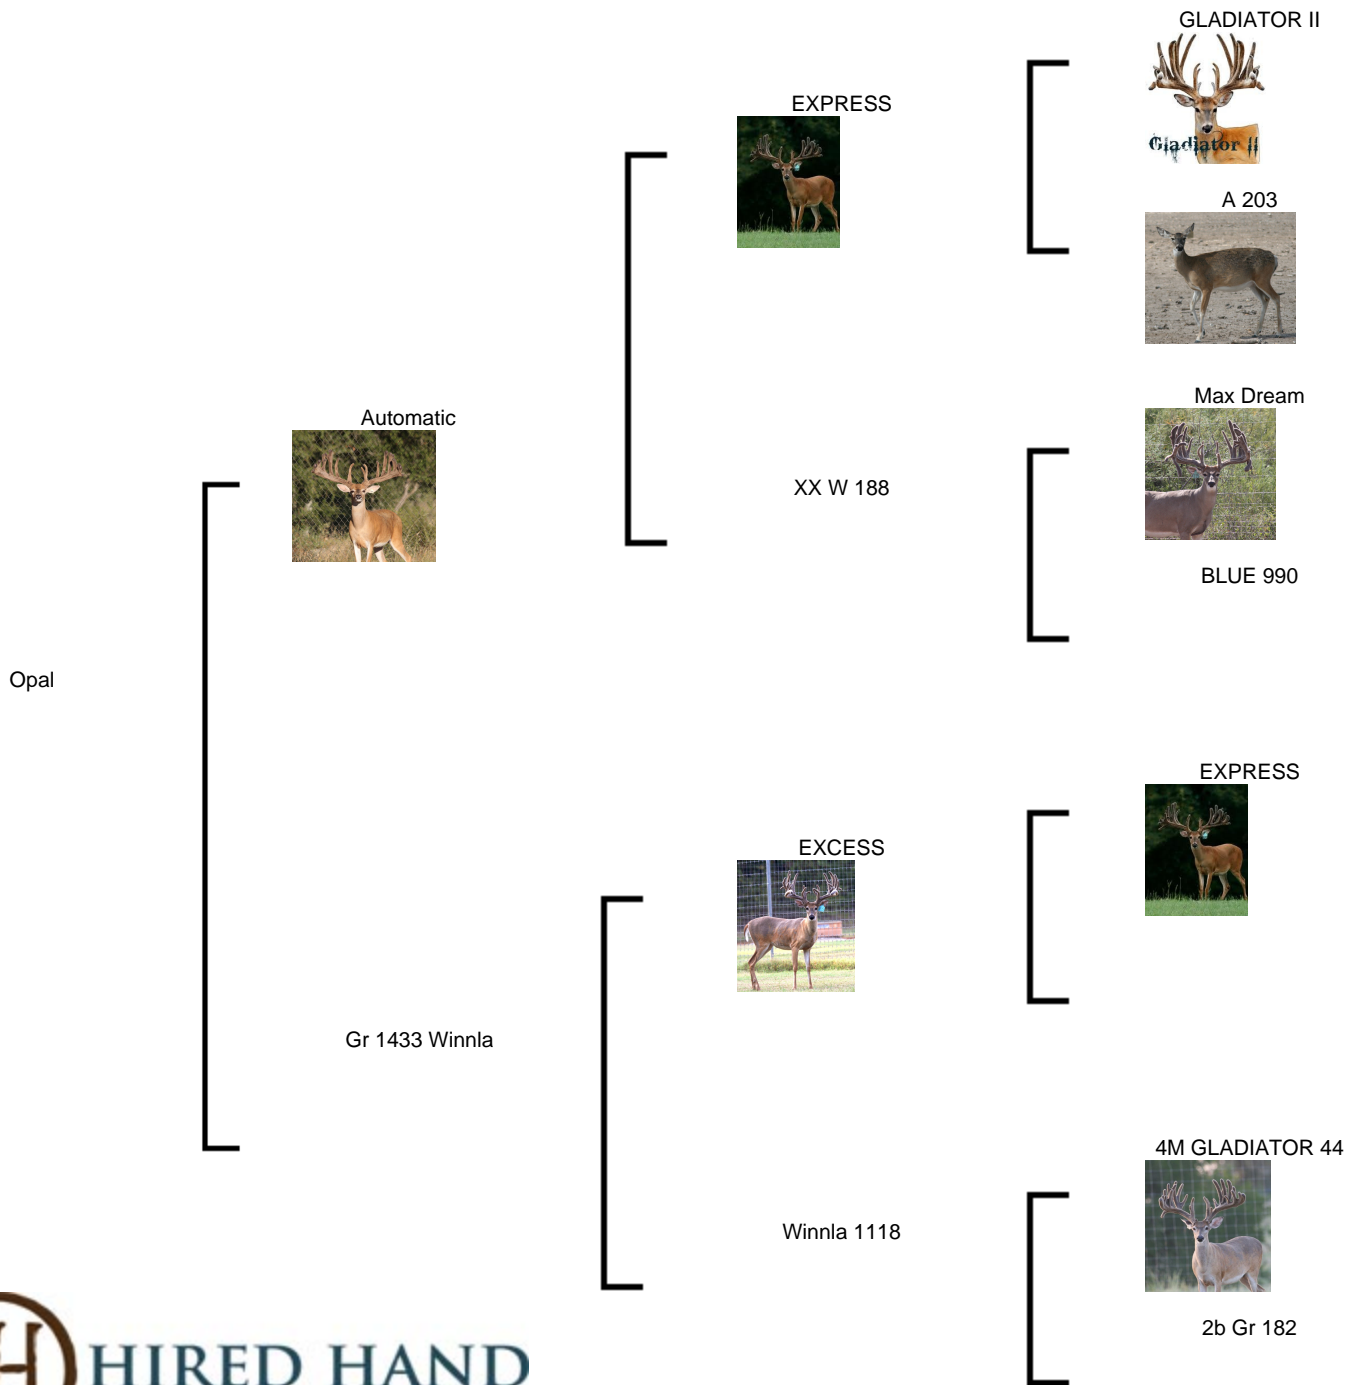 GLADIATOR II
Gladiator II
EXPRESS
A 203
Automatic
Max Dream
XX W 188
BLUE 990
Opal
EXPRESS
EXCESS
Gr 1433 Winnla
4M GLADIATOR 44
Winnla 1118
2b Gr 182
H HIRED HAND